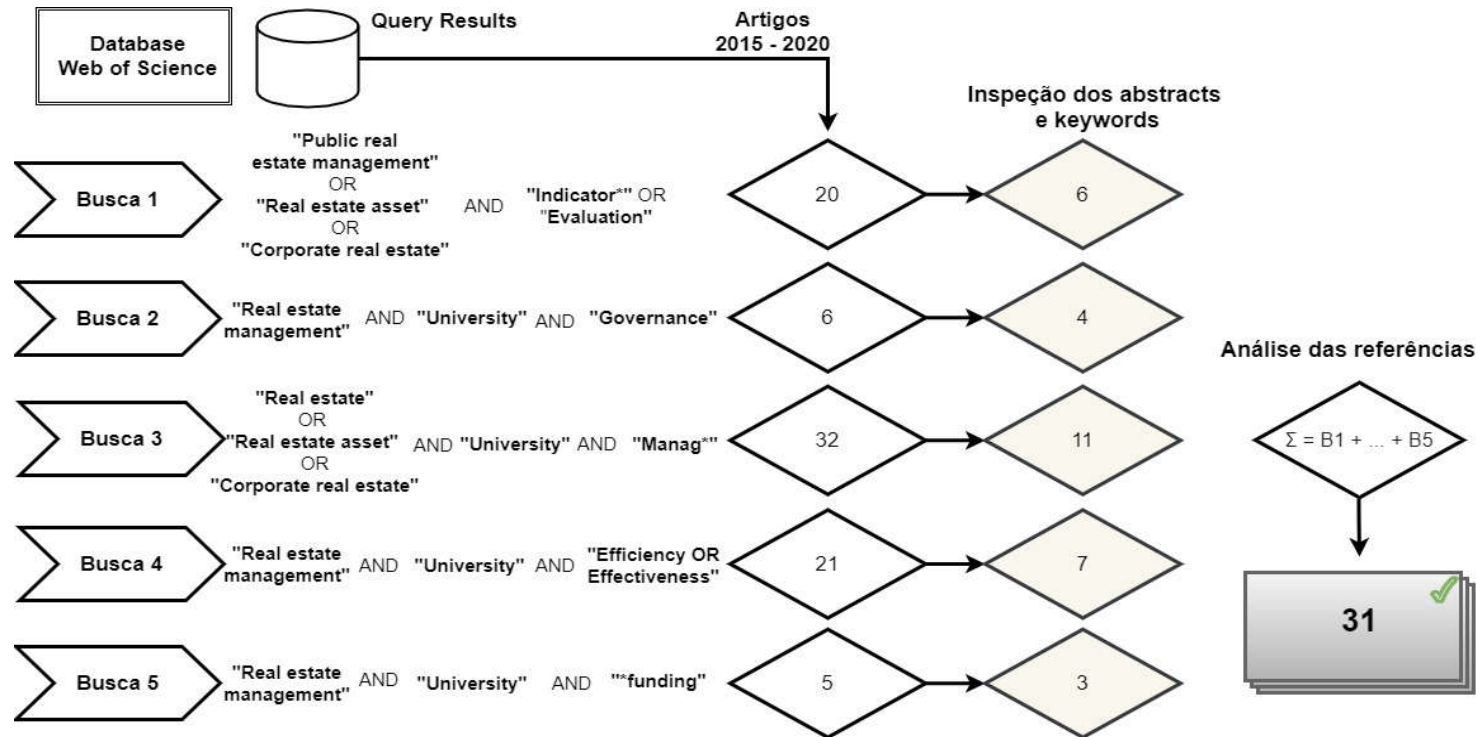 Database
Web of Science
Query Results
Artigos
2015 - 2020
Inspeção dos abstracts
e keywords
Busca 1
"Public real
estate management"
OR
"Real estate asset"
OR
"Corporate real estate"
AND
"Indicator*" OR
"Evaluation"
20
6
Busca 2
"Real estate
management"
AND
"University"
AND
"Governance"
6
4
Busca 3
"Real estate"
OR
"Real estate asset"
OR
"Corporate real estate"
AND
"University"
AND
"Manag*"
32
11
Busca 4
"Real estate
management"
AND
"University"
AND
"Efficiency OR
Effectiveness"
21
7
Busca 5
"Real estate
management"
AND
"University"
AND
"*funding"
5
3
Análise das referências
Σ = B1 + ... + B5
31